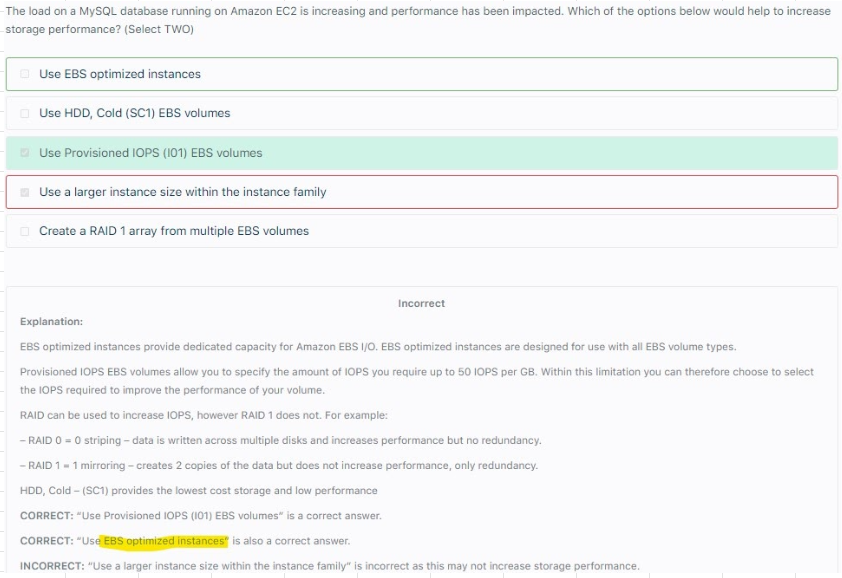 The load on a MySQL database running on Amazon EC2 is increasing and performance has been impacted. Which of the options below would help to increase
storage performance? (Select TWO)
Use EBS optimized instances
Use HDD, Cold (SC1) EBS volumes
Use Provisioned IOPS (I01) EBS volumes
Use a larger instance size within the instance family
Create a RAID 1 array from multiple EBS volumes
Incorrect
Explanation:
EBS optimized instances provide dedicated capacity for Amazon EBS I/O. EBS optimized instances are designed for use with all EBS volume types.
Provisioned IOPS EBS volumes allow you to specify the amount of IOPS you require up to 50 IOPS per GB. Within this limitation you can therefore choose to select
the IOPS required to improve the performance of your volume.
RAID can be used to increase IOPS, however RAID 1 does not. For example:
– RAID 0 = 0 striping – data is written across multiple disks and increases performance but no redundancy.
– RAID 1 = 1 mirroring – creates 2 copies of the data but does not increase performance, only redundancy.
HDD, Cold – (SC1) provides the lowest cost storage and low performance
CORRECT: “Use Provisioned IOPS (I01) EBS volumes” is a correct answer.
CORRECT: “Use EBS optimized instances” is also a correct answer.
INCORRECT: “Use a larger instance size within the instance family” is incorrect as this may not increase storage performance.